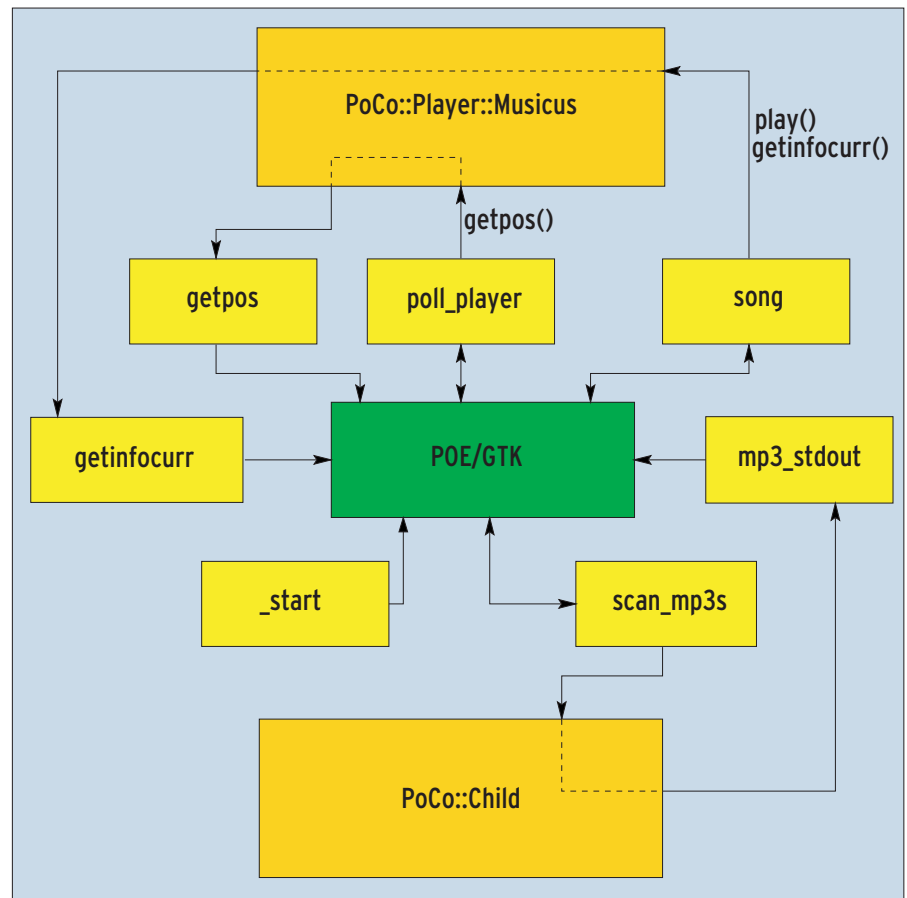 PoCo::Player::Musicus
play()
getinfocurr()
getpos()
getpos
poll_player
song
getinfocurr
POE/GTK
mp3_stdout
_start
scan_mp3s
PoCo::Child